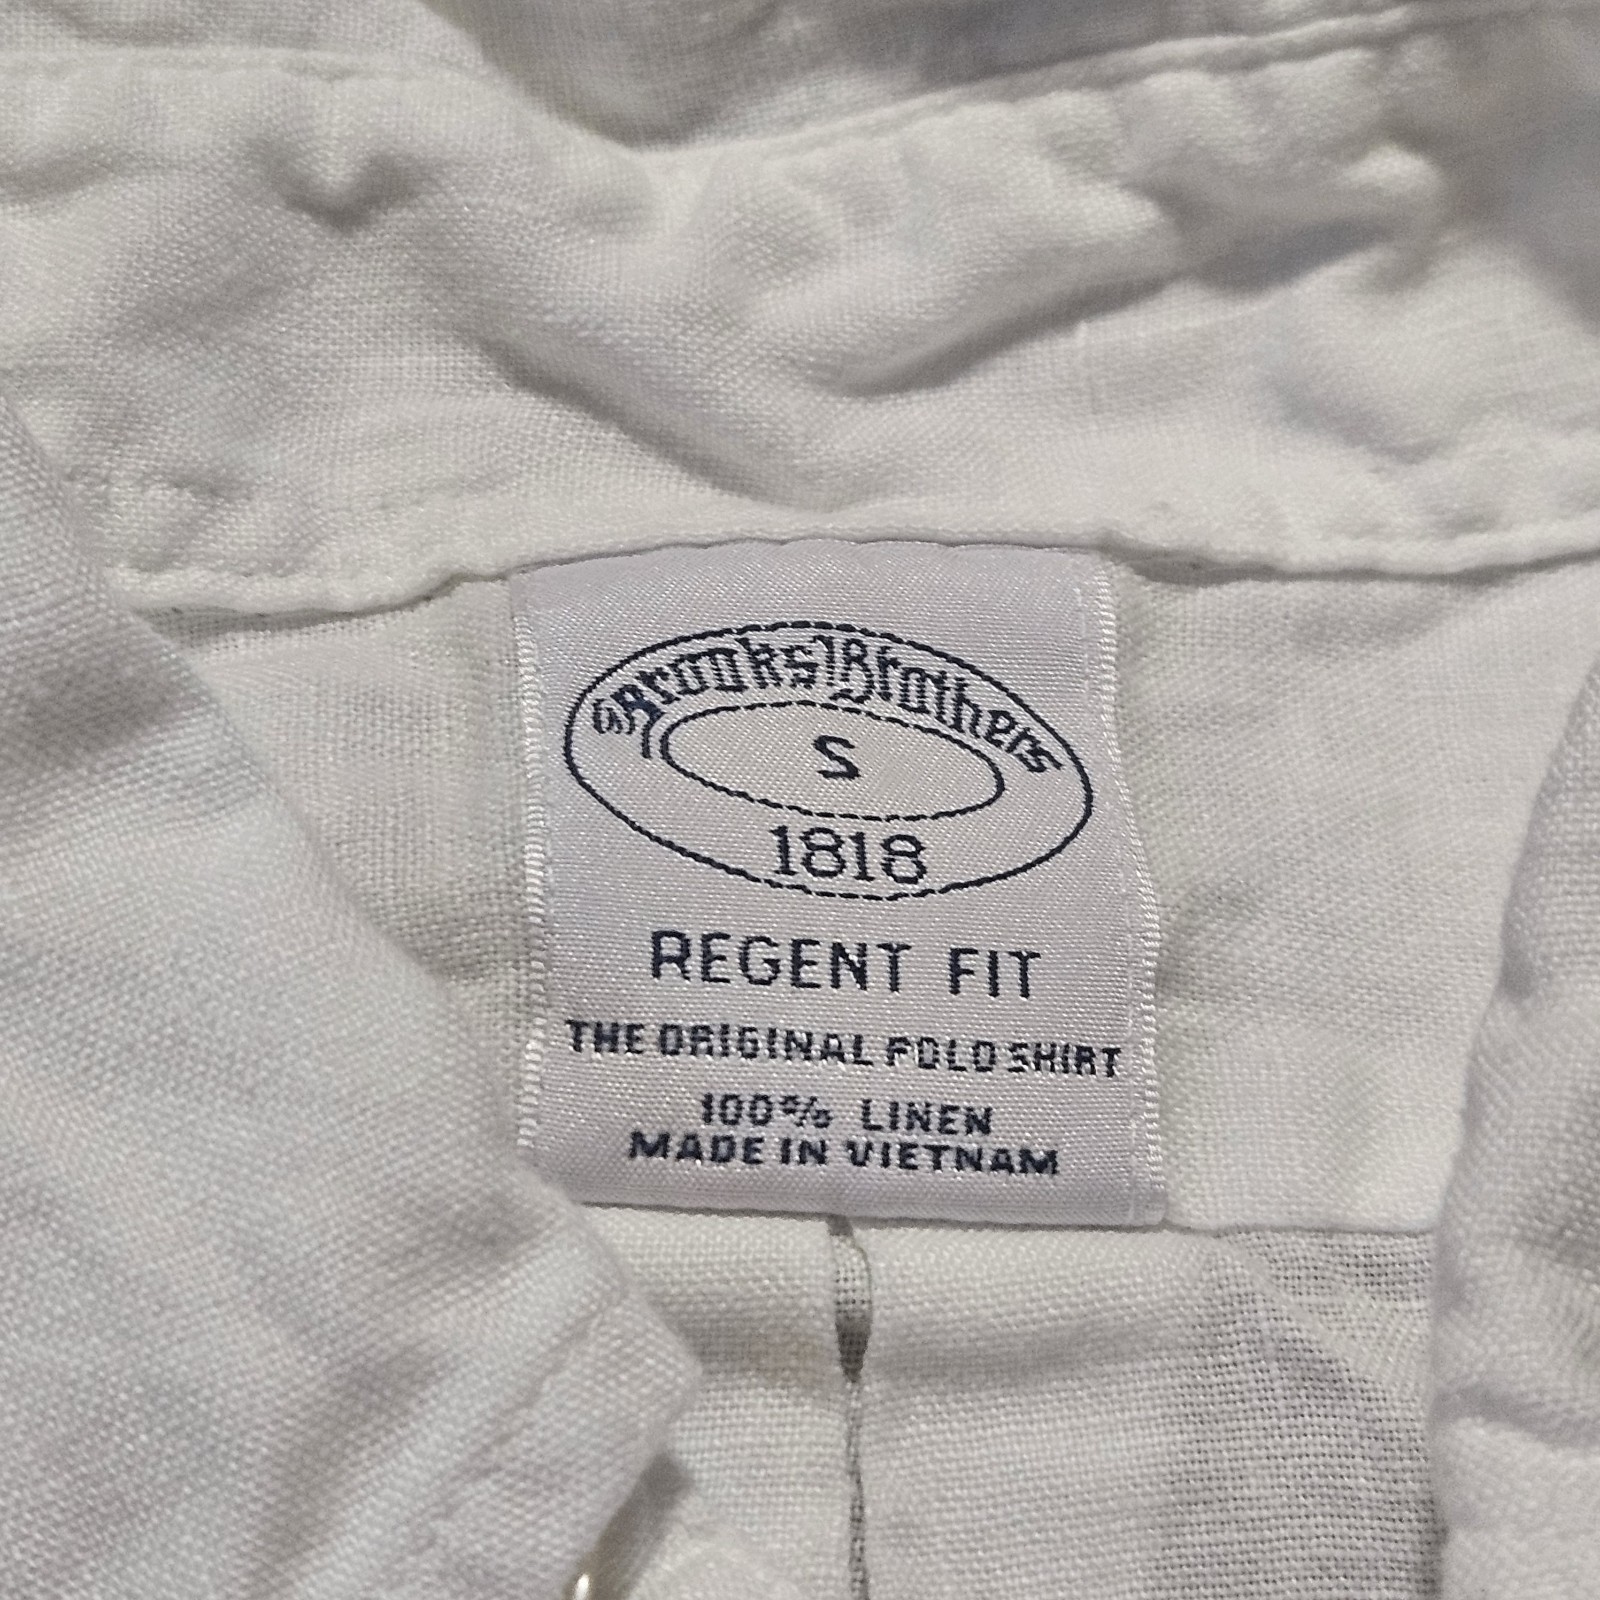 Brooks Brothers
S
1818
REGENT FIT
THE ORIGINAL POLO SHIRT
100% LINEN
MADE IN VIETNAM